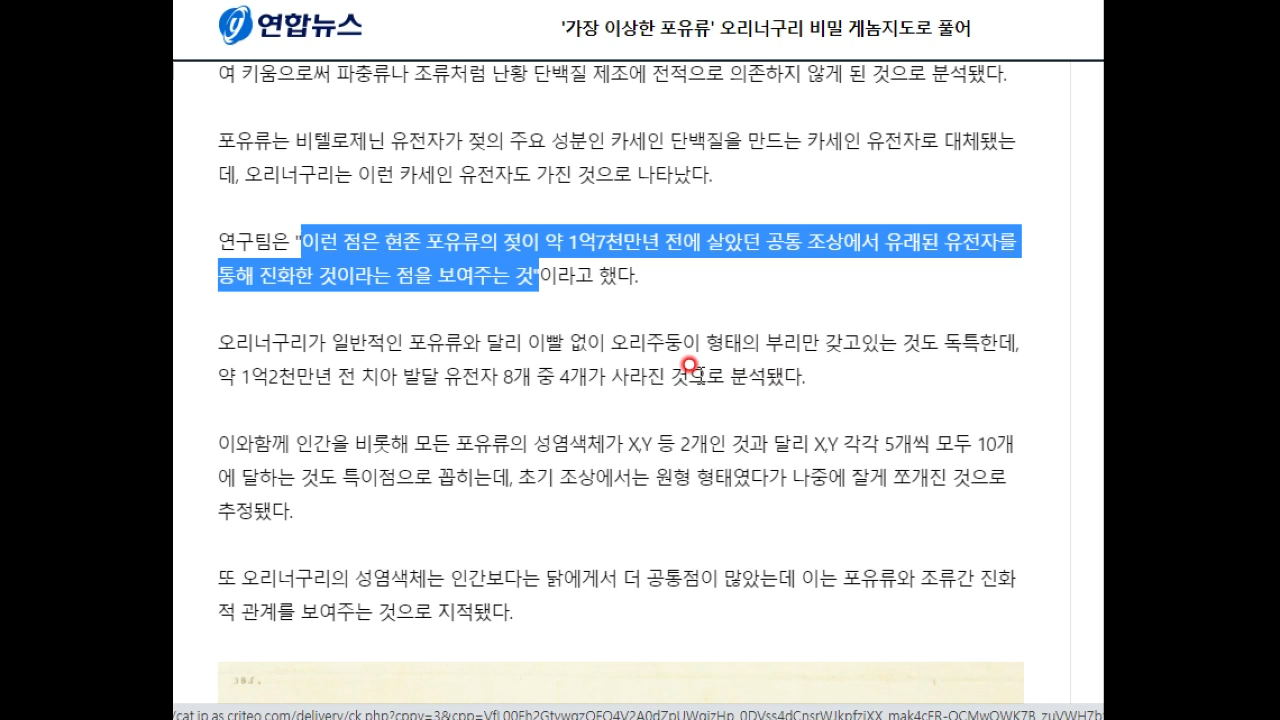 연합뉴스
'가장 이상한 포유류' 오리너구리 비밀 게놈지도로 풀어
여 키움으로써 파충류나 조류처럼 난황 단백질 제조에 전적으로 의존하지 않게 된 것으로 분석됐다.
포유류는 비텔로제닌 유전자가 젖의 주요 성분인 카세인 단백질을 만드는 카세인 유전자로 대체됐는
데, 오리너구리는 이런 카세인 유전자도 가진 것으로 나타났다.
연구팀은 "이런 점은 현존 포유류의 젖이 약 1억7천만년 전에 살았던 공통 조상에서 유래된 유전자를
통해 진화한 것이라는 점을 보여주는 것"이라고 했다.
오리너구리가 일반적인 포유류와 달리 이빨 없이 오리주둥이 형태의 부리만 갖고있는 것도 독특한데,
약 1억2천만년 전 치아 발달 유전자 8개 중 4개가 사라진 것으로 분석됐다.
이와함께 인간을 비롯해 모든 포유류의 성염색체가 X,Y 등 2개인 것과 달리 X,Y 각각 5개씩 모두 10개
에 달하는 것도 특이점으로 꼽히는데, 초기 조상에서는 원형 형태였다가 나중에 잘게 쪼개진 것으로
추정됐다.
또 오리너구리의 성염색체는 인간보다는 닭에게서 더 공통점이 많았는데 이는 포유류와 조류간 진화
적 관계를 보여주는 것으로 지적됐다.